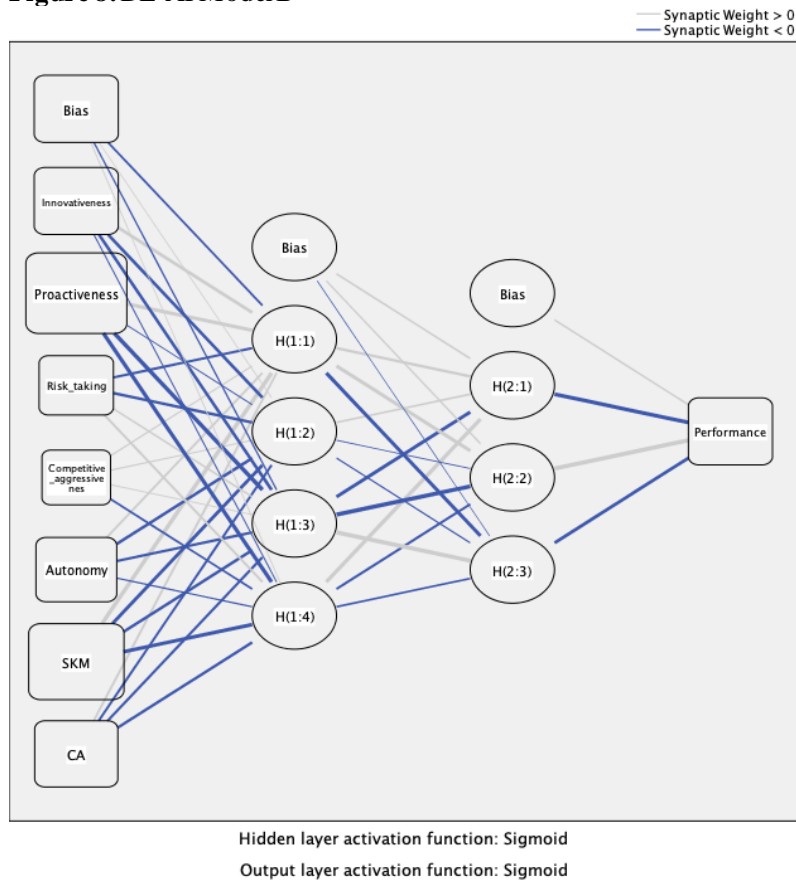 Synaptic Weight > 0
Synaptic Weight < 0
Bias
Innovativeness
Proactiveness
Risk_taking
Competitive
_aggressive
nes
Autonomy
SKM
CA
Bias
H(1:1)
H(1:2)
H(1:3)
H(1:4)
Bias
H(2:1)
H(2:2)
H(2:3)
Performance
Hidden layer activation function: Sigmoid
Output layer activation function: Sigmoid